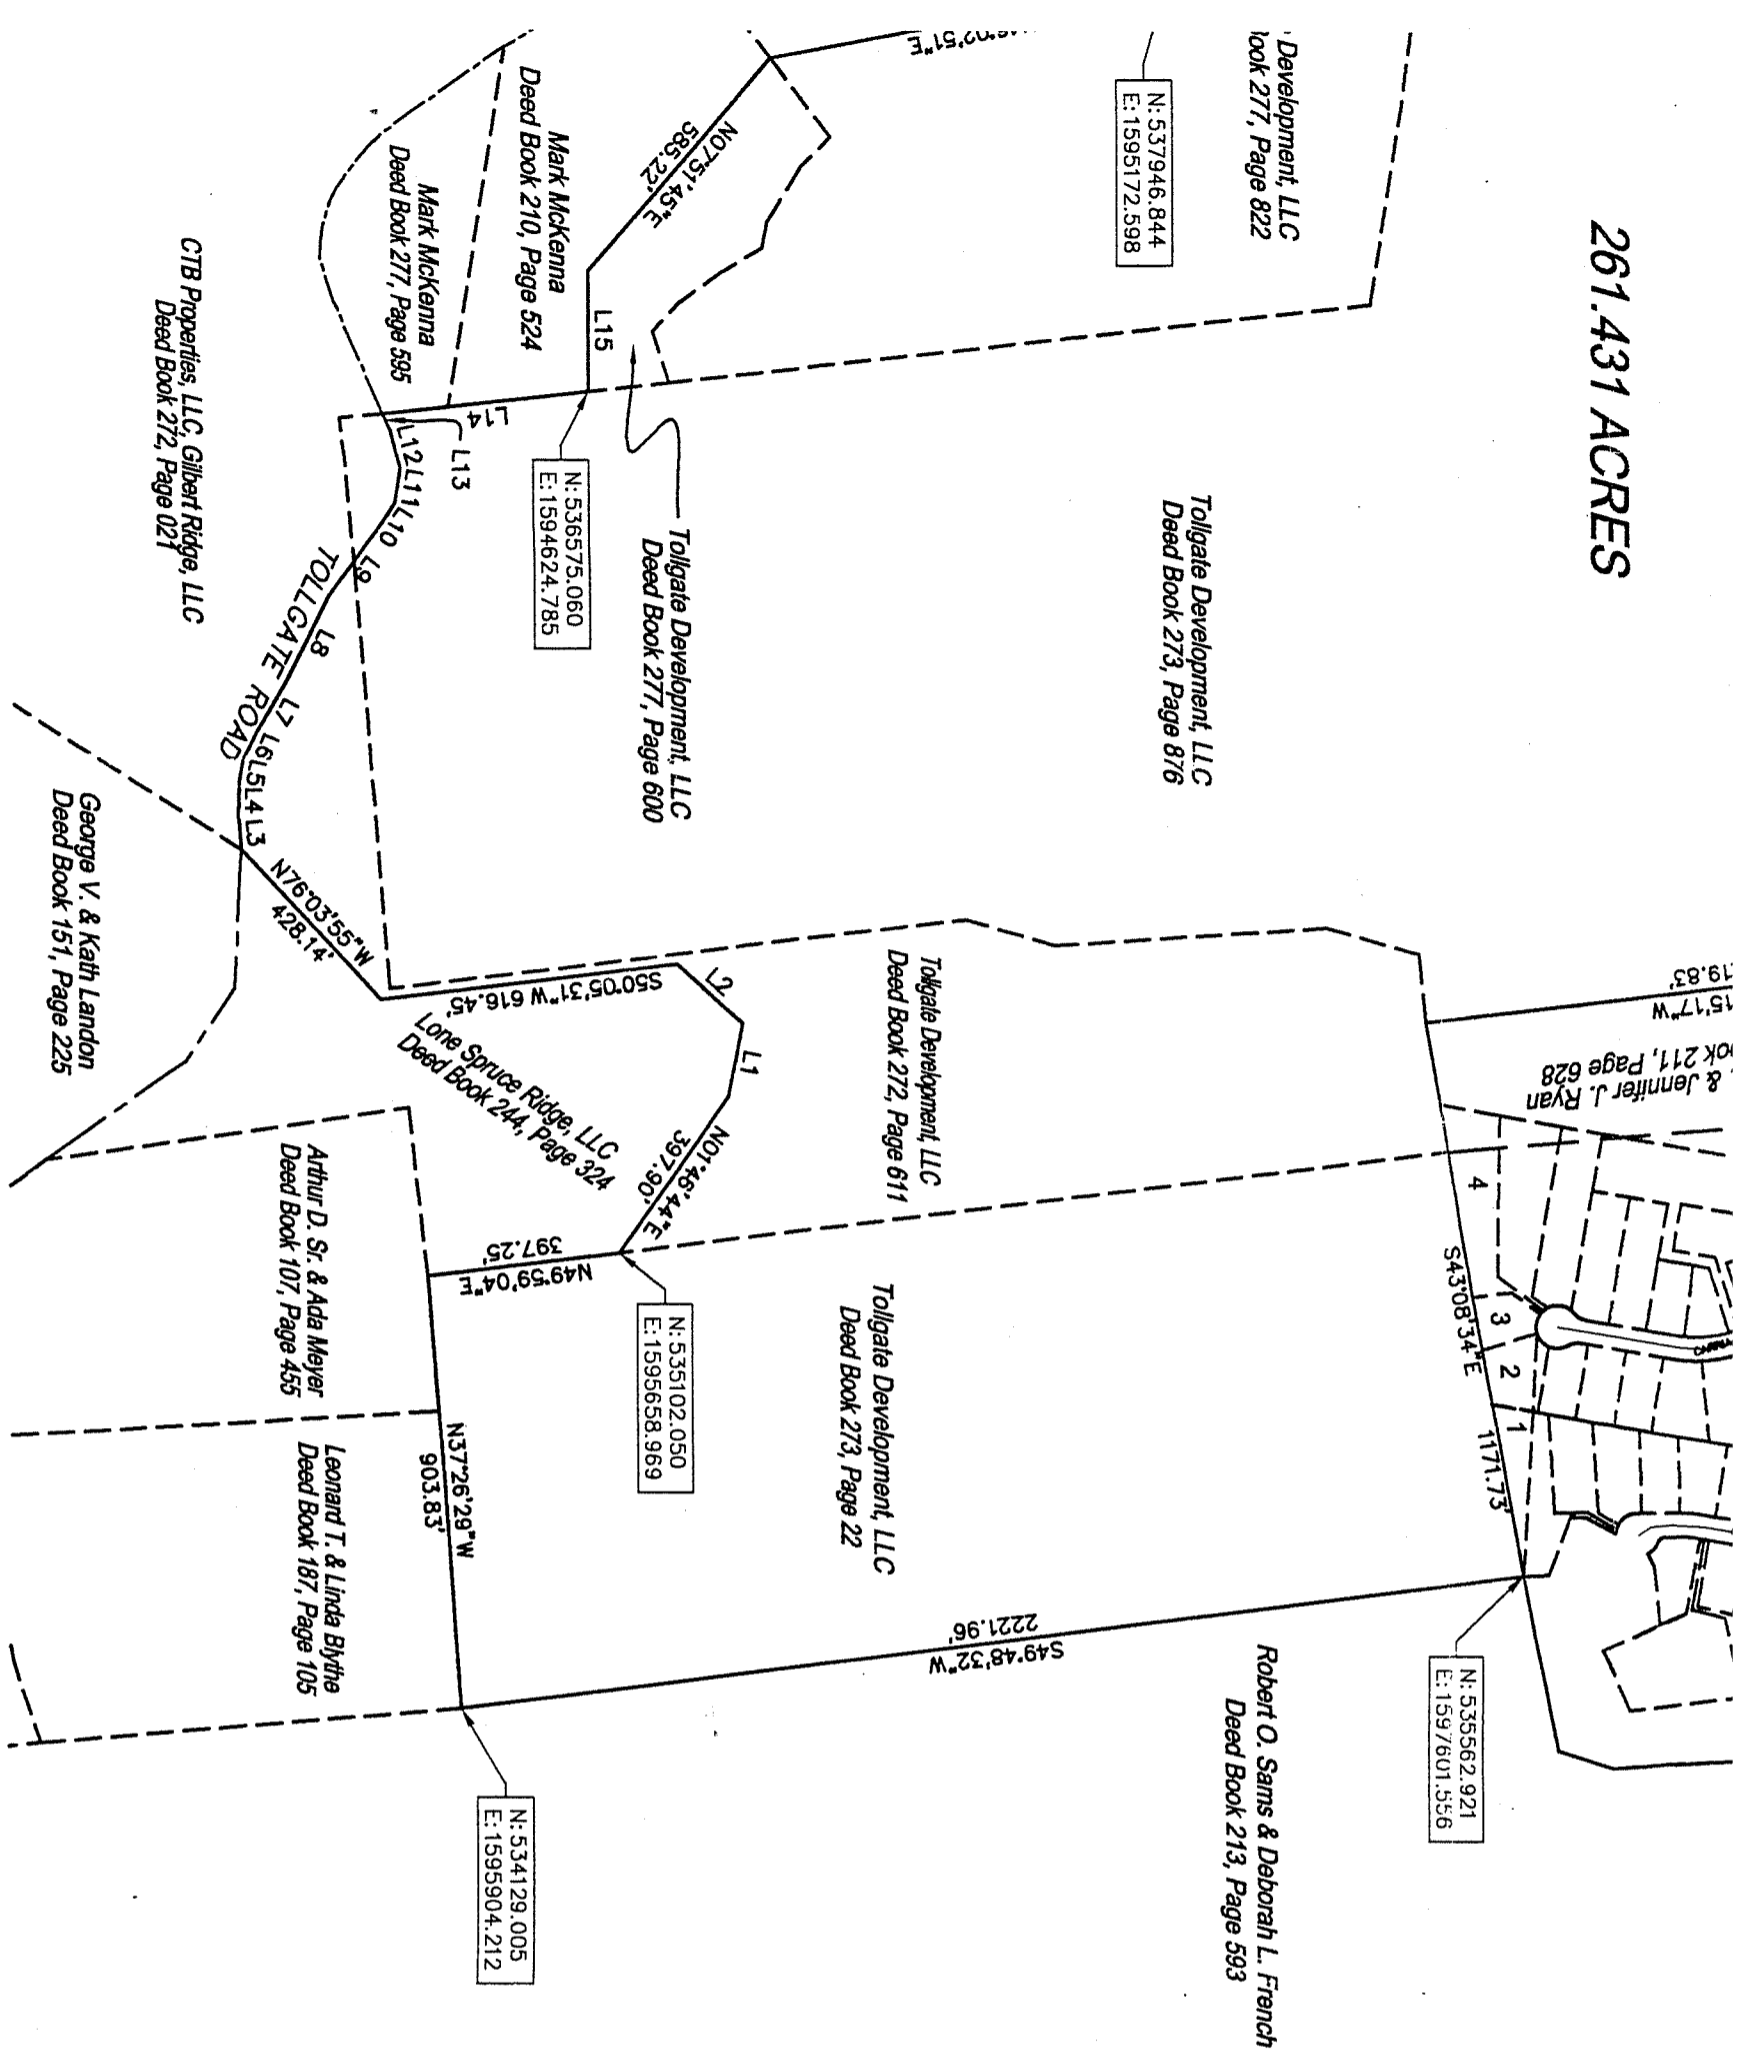 261.431 ACRES
Development, LLC
ook 277, Page 822
N: 537946.844
E: 1595172.598
02'51"E
N07°51'45"E
585.22'
Mark McKenna
Deed Book 210, Page 524
Mark McKenna
Deed Book 277, Page 595
L15
L14
L13
L12
L11
L10
L9
L8
L7
L6
L5
L4
L3
TOLLGATE ROAD
CTB Properties, LLC, Gilbert Ridge, LLC
Deed Book 272, Page 021
N: 536575.060
E: 1594624.785
Tollgate Development, LLC
Deed Book 277, Page 600
Tollgate Development, LLC
Deed Book 273, Page 876
George V. & Kath Landon
Deed Book 151, Page 225
N76°03'55"W
428.14'
S50°05'31"W 616.45'
L2
L1
Lone Spruce Ridge, LLC
Deed Book 244, Page 324
N01°46'44"E
397.90'
Tollgate Development, LLC
Deed Book 272, Page 611
19.83'
15'17"W
& Jennifer J. Ryan
ok 211, Page 628
4
3
2
1
S43°08'34"E
1171.73'
397.25'
N49°59'04"E
N: 535102.050
E: 1595658.969
Tollgate Development, LLC
Deed Book 273, Page 22
Arthur D. Sr. & Ada Meyer
Deed Book 107, Page 455
N37°26'29"W
903.83'
Leonard T. & Linda Blythe
Deed Book 187, Page 105
2221.96'
S49°48'32"W
N: 535562.921
E: 1597601.556
Robert O. Sams & Deborah L. French
Deed Book 213, Page 593
N: 534129.005
E: 1595904.212